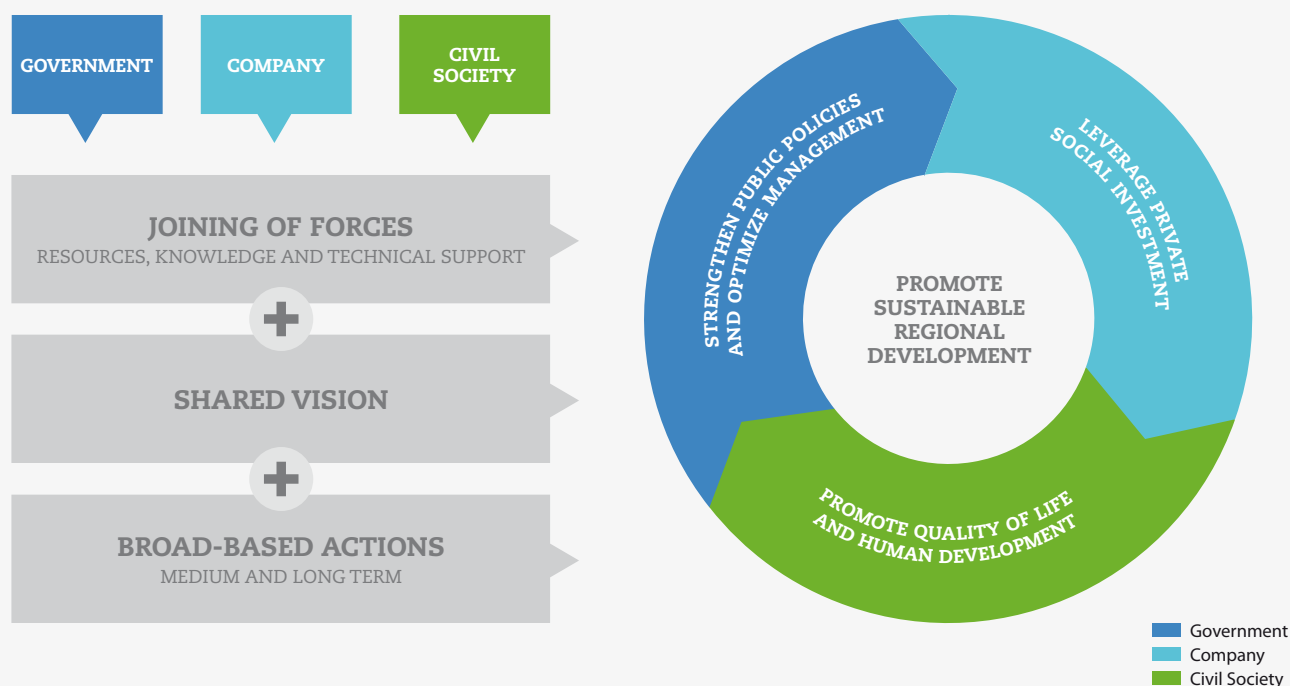 GOVERNMENT
COMPANY
CIVIL
SOCIETY
JOINING OF FORCES
RESOURCES, KNOWLEDGE AND TECHNICAL SUPPORT
SHARED VISION
BROAD-BASED ACTIONS
MEDIUM AND LONG TERM
STRENGTHEN PUBLIC POLICIES
AND OPTIMIZE MANAGEMENT
LEVERAGE PRIVATE
SOCIAL INVESTMENT
PROMOTE
SUSTAINABLE
REGIONAL
DEVELOPMENT
PROMOTE QUALITY OF LIFE
AND HUMAN DEVELOPMENT
Government
Company
Civil Society